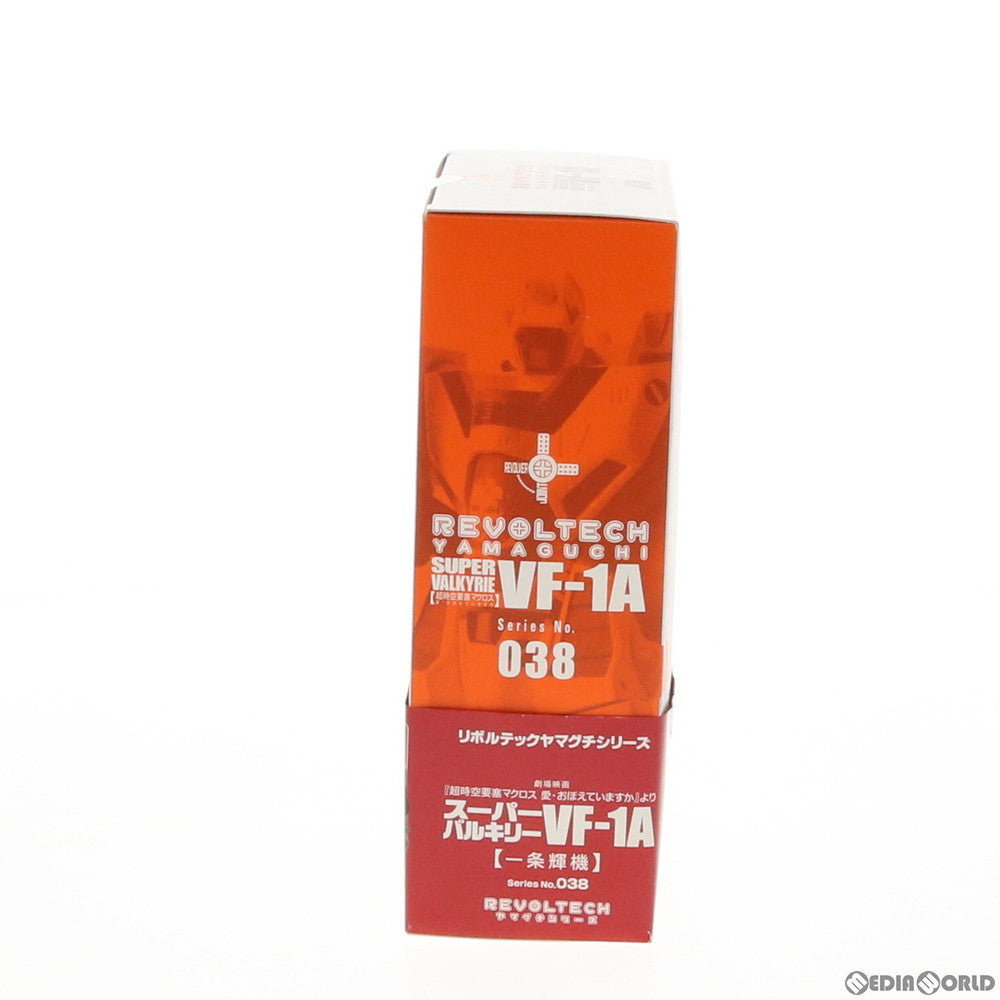 REVOLTECH
REVOLVER
JOINT
REVOLTECH
YAMAGUCHI
SUPER
VALKYRIE
【超時空要塞マクロス】
VF-1A
Series No.
038
リボルテックヤマグチシリーズ
劇場映画
『超時空要塞マクロス 愛・おぼえていますか』より
スーパー
バルキリー VF-1A
【一条輝機】
Series No.038
REVOLTECH
ヤマグチシリーズ
MEDIAWORLD